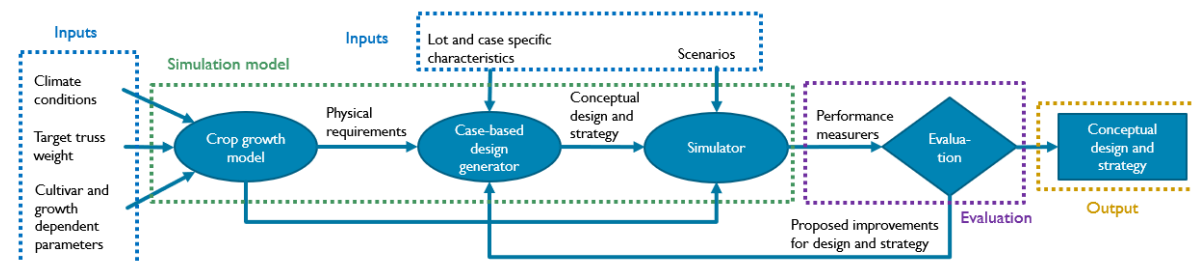 Inputs
Climate
conditions
Target truss
weight
Cultivar and
growth
dependent
parameters
Simulation model
Crop growth
model
Physical
requirements
Inputs
Lot and case specific
characteristics
Scenarios
Case-based
design
generator
Conceptual
design and
strategy
Simulator
Performance
measurers
Evalua-
tion
Evaluation
Proposed improvements
for design and strategy
Conceptual
design and
strategy
Output